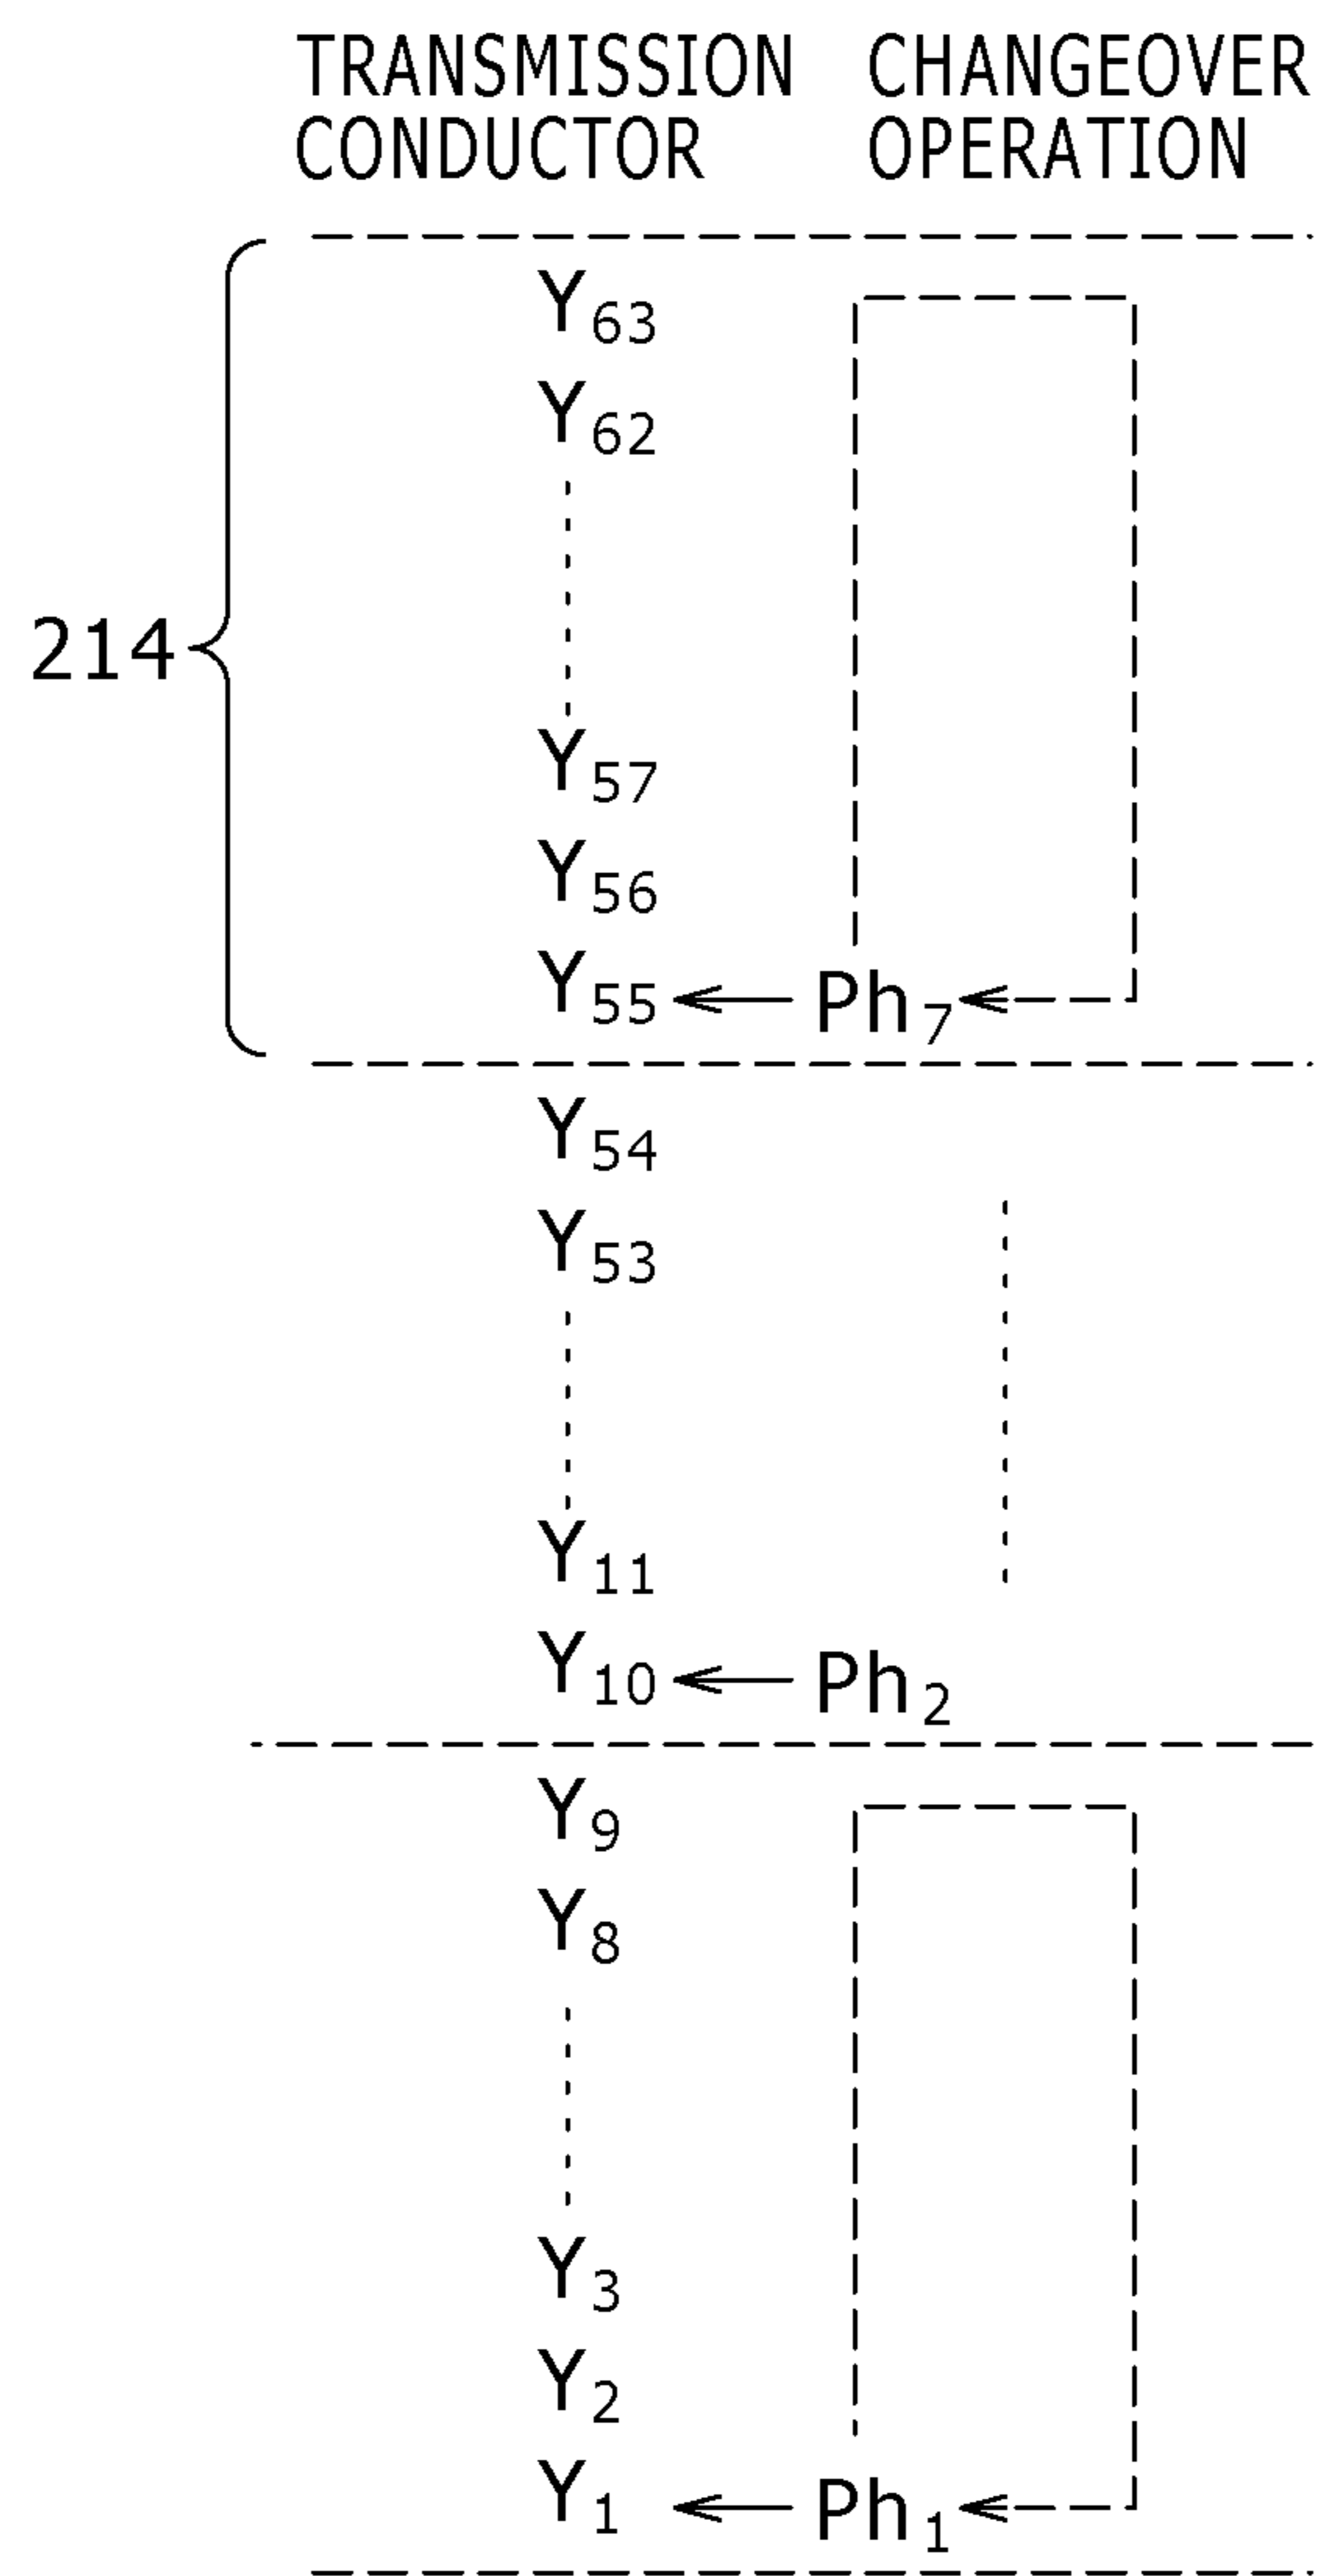 TRANSMISSION CHANGEOVER
CONDUCTOR OPERATION
Y63
Y62
214
Y57
Y56
Y55 Ph7
Y54
Y53
Y11
Y10 Ph2
Y9
Y8
Y3
Y2
Y1 Ph1